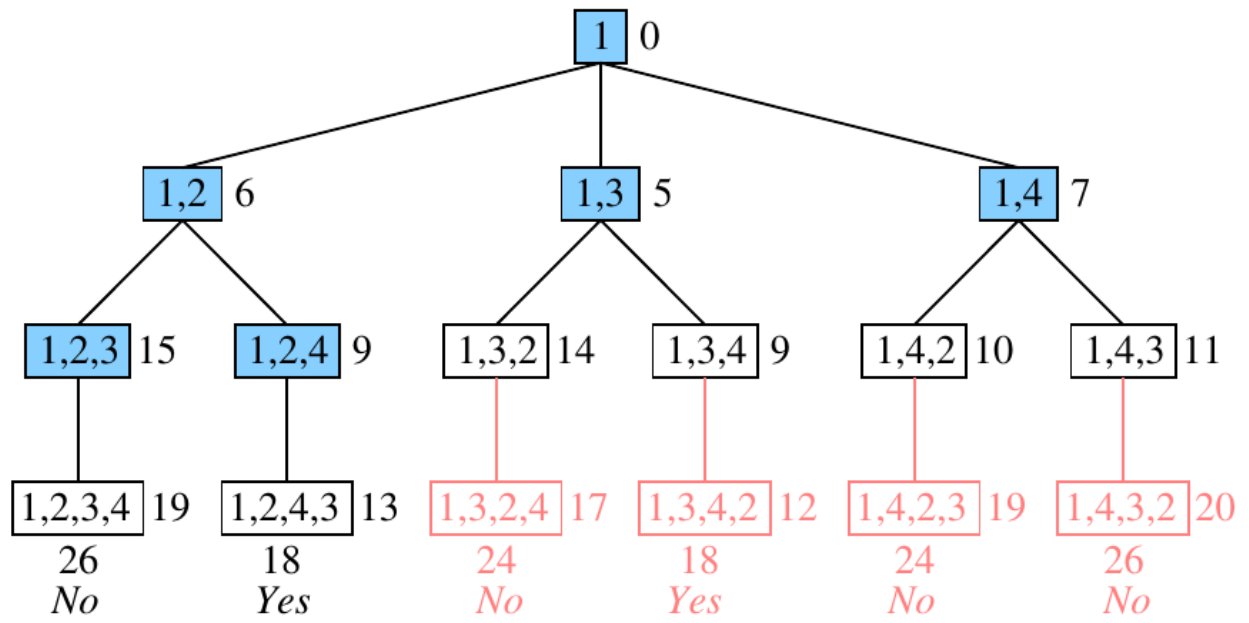 1 0
1,2 6 1,3 5 1,4 7
1,2,3 15 1,2,4 9 1,3,2 14 1,3,4 9 1,4,2 10 1,4,3 11
1,2,3,4 19 1,2,4,3 13 1,3,2,4 17 1,3,4,2 12 1,4,2,3 19 1,4,3,2 20
26 18 24 18 24 26
No Yes No Yes No No